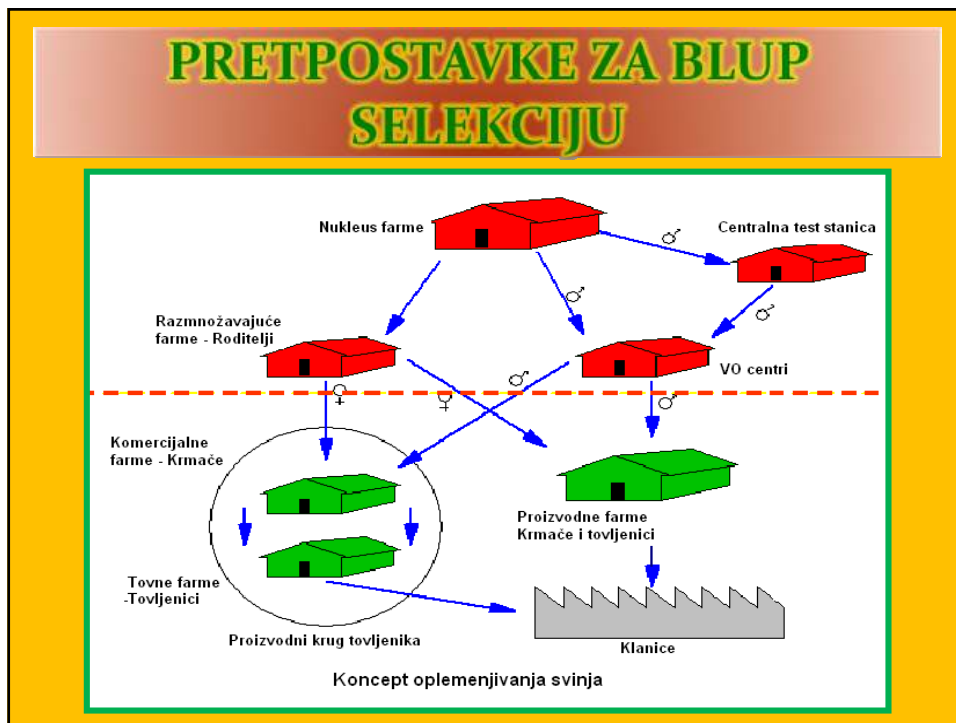 PRETPOSTAVKE ZA BLUP
SELEKCIJU
Nukleus farme
Centralna test stanica
Razmnožavajuće
farme - Roditelji
VO centri
Komercijalne
farme - Krmače
Proizvodne farme
Krmače i tovljenici
Tovne farme
-Tovljenici
Proizvodni krug tovljenika
Klanice
Koncept oplemenjivanja svinja